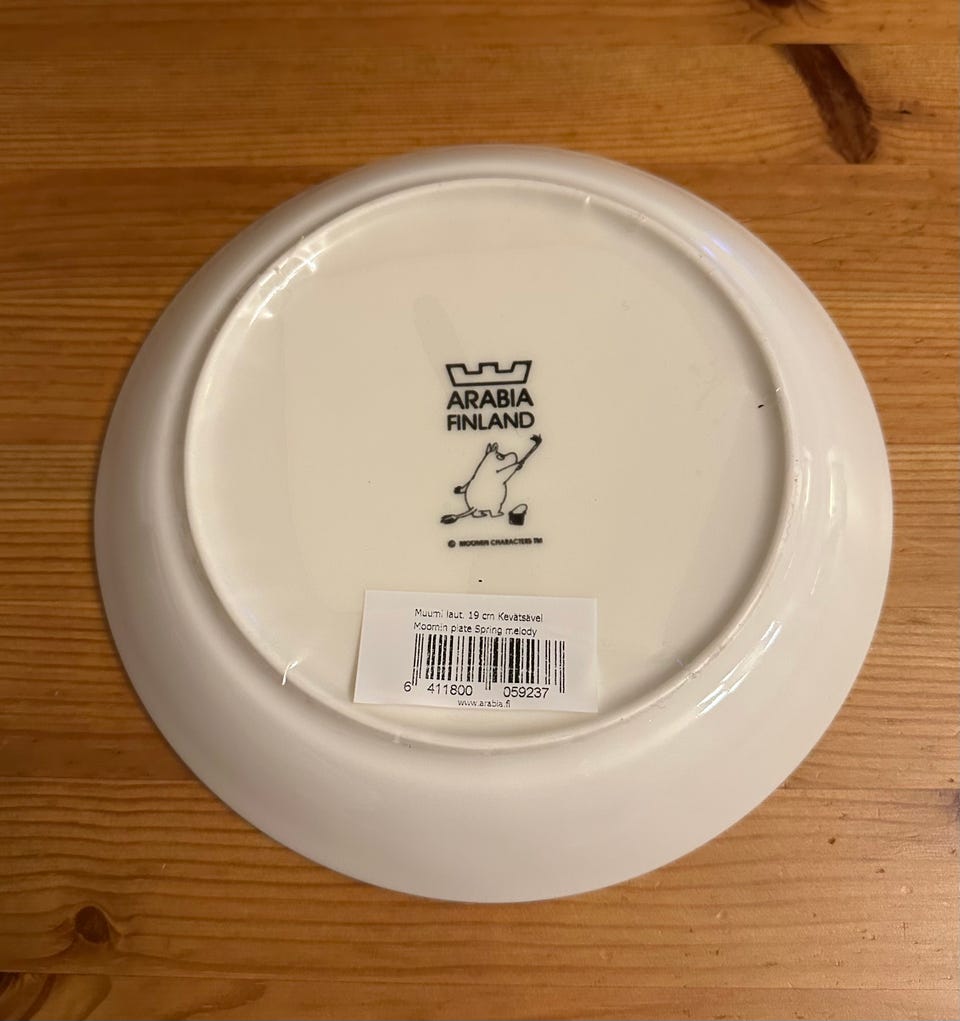 ARABIA
FINLAND
© MOOMIN CHARACTERS TM
Muumi laut. 19 cm Kevätsävel
Moomin plate Spring melody
6 411800 059237
www.arabia.fi